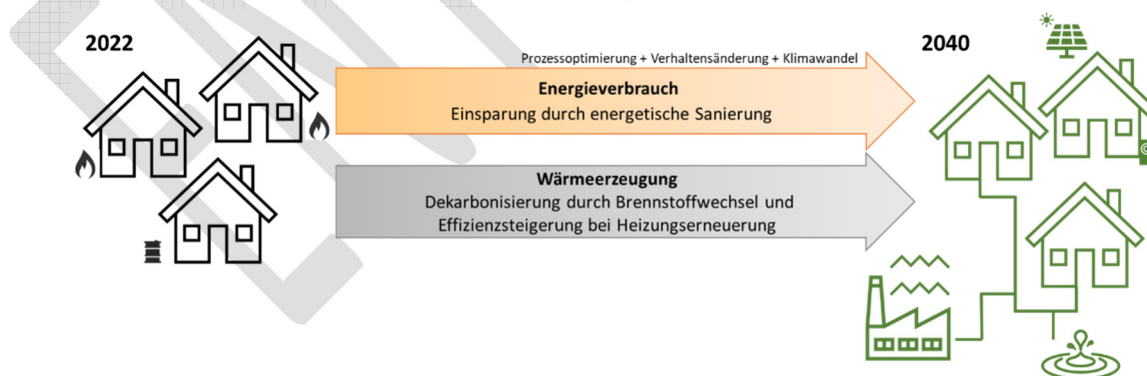 2022
2040
Prozessoptimierung + Verhaltensänderung + Klimawandel
Energieverbrauch
Einsparung durch energetische Sanierung
Wärmeerzeugung
Dekarbonisierung durch Brennstoffwechsel und
Effizienzsteigerung bei Heizungserneuerung